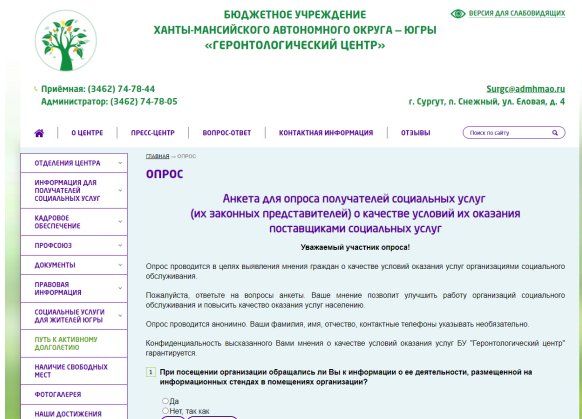 БЮДЖЕТНОЕ УЧРЕЖДЕНИЕ
ХАНТЫ-МАНСИЙСКОГО АВТОНОМНОГО ОКРУГА – ЮГРЫ
«ГЕРОНТОЛОГИЧЕСКИЙ ЦЕНТР»
ВЕРСИЯ ДЛЯ СЛАБОВИДЯЩИХ
Приёмная: (3462) 74-78-44
Администратор: (3462) 74-78-05
Surgc@admhmao.ru
г. Сургут, п. Снежный, ул. Еловая, д. 4
О ЦЕНТРЕ
ПРЕСС-ЦЕНТР
ВОПРОС-ОТВЕТ
КОНТАКТНАЯ ИНФОРМАЦИЯ
ОТЗЫВЫ
Поиск по сайту
ОТДЕЛЕНИЯ ЦЕНТРА
ИНФОРМАЦИЯ ДЛЯ
ПОЛУЧАТЕЛЕЙ
СОЦИАЛЬНЫХ УСЛУГ
КАДРОВОЕ
ОБЕСПЕЧЕНИЕ
ПРОФСОЮЗ
ДОКУМЕНТЫ
ПРАВОВАЯ
ИНФОРМАЦИЯ
СОЦИАЛЬНЫЕ УСЛУГИ
ДЛЯ ЖИТЕЛЕЙ ЮГРЫ
ПУТЬ К АКТИВНОМУ
ДОЛГОЛЕТИЮ
НАЛИЧИЕ СВОБОДНЫХ
МЕСТ
ФОТОГАЛЕРЕЯ
НАШИ ДОСТИЖЕНИЯ
ГЛАВНАЯ — ОПРОС
ОПРОС
Анкета для опроса получателей социальных услуг
(их законных представителей) о качестве условий их оказания
поставщиками социальных услуг
Уважаемый участник опроса!
Опрос проводится в целях выявления мнения граждан о качестве условий оказания услуг организациями социального
обслуживания.
Пожалуйста, ответьте на вопросы анкеты. Ваше мнение позволит улучшить работу организаций социального
обслуживания и повысить качество оказания услуг населению.
Опрос проводится анонимно. Ваши фамилия, имя, отчество, контактные телефоны указывать необязательно.
Конфиденциальность высказанного Вами мнения о качестве условий оказания услуг БУ "Геронтологический центр"
гарантируется.
1 При посещении организации обращались ли Вы к информации о ее деятельности, размещенной на
информационных стендах в помещениях организации?
Да
Нет, так как